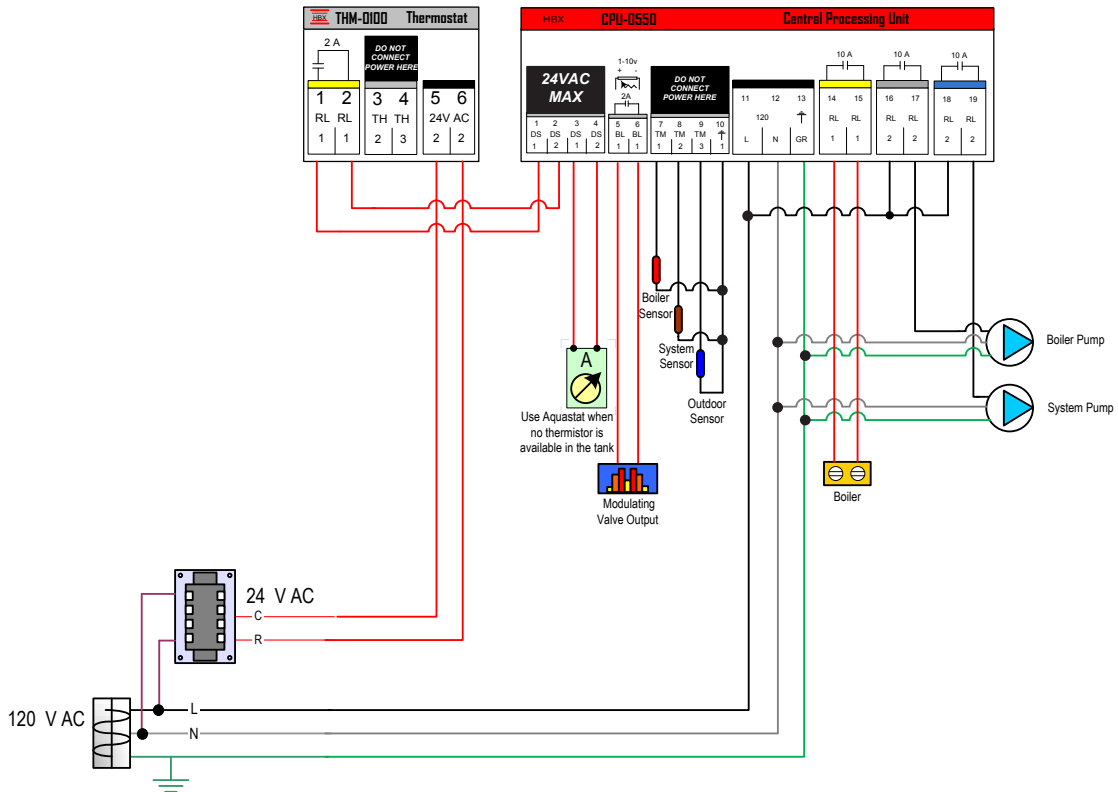 HBX THM-0100 Thermostat
2 A
DO NOT
CONNECT
POWER HERE
1 2 3 4 5 6
RL RL TH TH 24V AC
1 1 2 3 2 2
HBX CPU-0550 Central Processing Unit
24VAC
MAX
1-10v
+ -
2A
DO NOT
CONNECT
POWER HERE
10 A 10 A 10 A
1 2 3 4 5 6 7 8 9 10 11 12 13 14 15 16 17 18 19
DS DS DS DS BL BL TM TM TM 120 RL RL RL RL RL RL
1 2 1 2 1 1 1 2 3 1 L N GR 1 1 2 2 2 2
Boiler
Sensor
System
Sensor
Outdoor
Sensor
A
Use Aquastat when
no thermistor is
available in the tank
Modulating
Valve Output
Boiler
Boiler Pump
System Pump
24 V AC
C
R
120 V AC
L
N